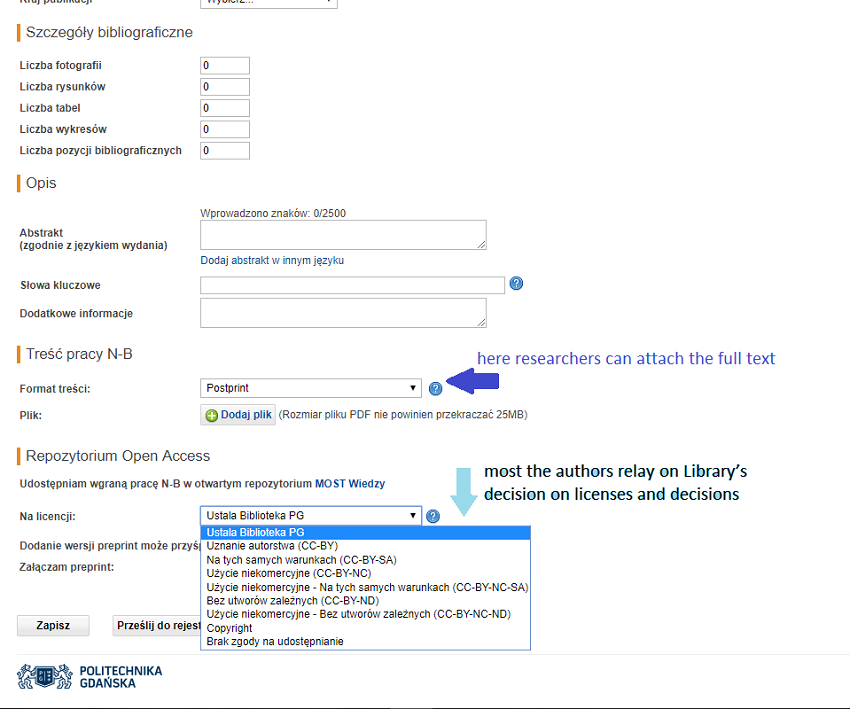 Kraj publikacji Wybierz...
Szczegóły bibliograficzne
Liczba fotografii 0
Liczba rysunków 0
Liczba tabel 0
Liczba wykresów 0
Liczba pozycji bibliograficznych 0
Opis
Wprowadzono znaków: 0/2500
Abstrakt
(zgodnie z językiem wydania)
Dodaj abstrakt w innym języku
Słowa kluczowe ?
Dodatkowe informacje
Treść pracy N-B
here researchers can attach the full text
Format treści: Postprint ?
Plik: Dodaj plik (Rozmiar pliku PDF nie powinien przekraczać 25MB)
Repozytorium Open Access
most the authors relay on Library's
decision on licenses and decisions
Udostępniam wgraną pracę N-B w otwartym repozytorium MOST Wiedzy
Na licencji: Ustala Biblioteka PG ?
Ustala Biblioteka PG
Dodanie wersji preprint może przyśp
Uznanie autorstwa (CC-BY)
Na tych samych warunkach (CC-BY-SA)
Załączam preprint:
Użycie niekomercyjne (CC-BY-NC)
Użycie niekomercyjne - Na tych samych warunkach (CC-BY-NC-SA)
Bez utworów zależnych (CC-BY-ND)
Użycie niekomercyjne - Bez utworów zależnych (CC-BY-NC-ND)
Copyright
Brak zgody na udostępnianie
Zapisz Prześlij do rejest
POLITECHNIKA
GDAŃSKA